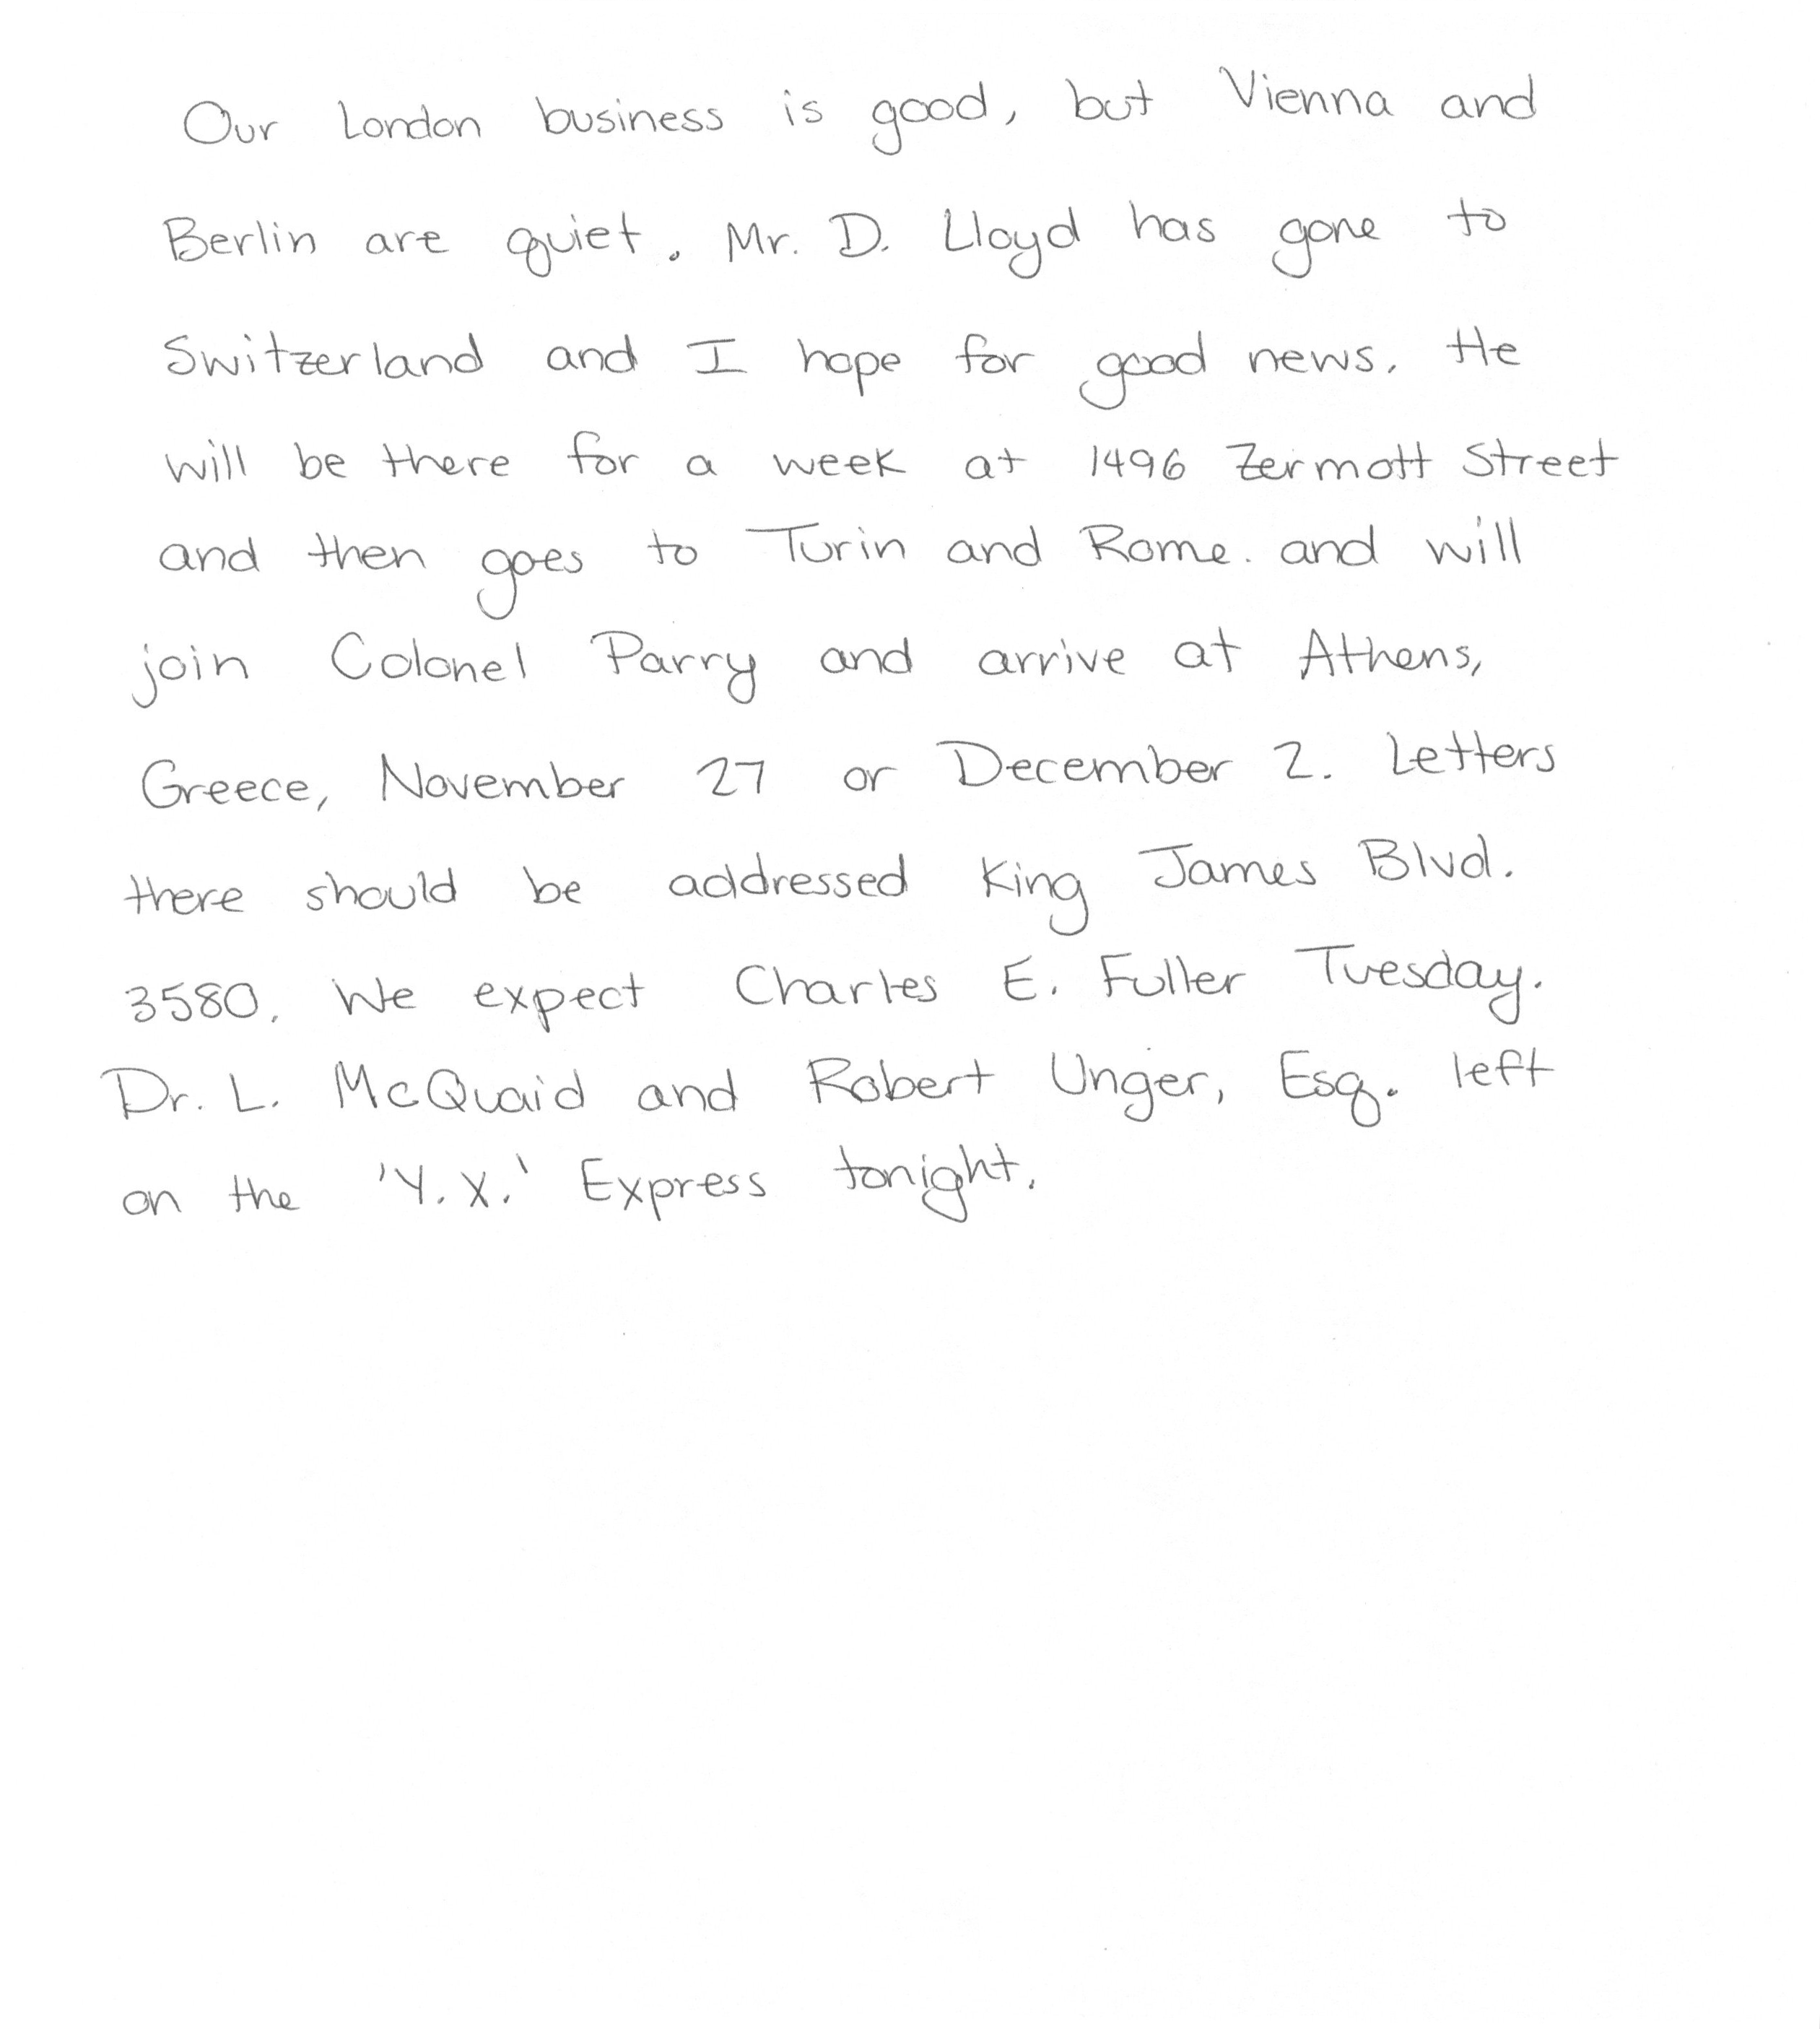 Our London business is good, but Vienna and
Berlin are quiet. Mr. D. Lloyd has gone to
Switzerland and I hope for good news. He
will be there for a week at 1496 Zermott Street
and then goes to Turin and Rome. and will
join Colonel Parry and arrive at Athens,
Greece, November 27 or December 2. Letters
there should be addressed King James Blvd.
3580. We expect Charles E. Fuller Tuesday.
Dr. L. McQuaid and Robert Unger, Esq. left
on the 'Y.X.' Express tonight.